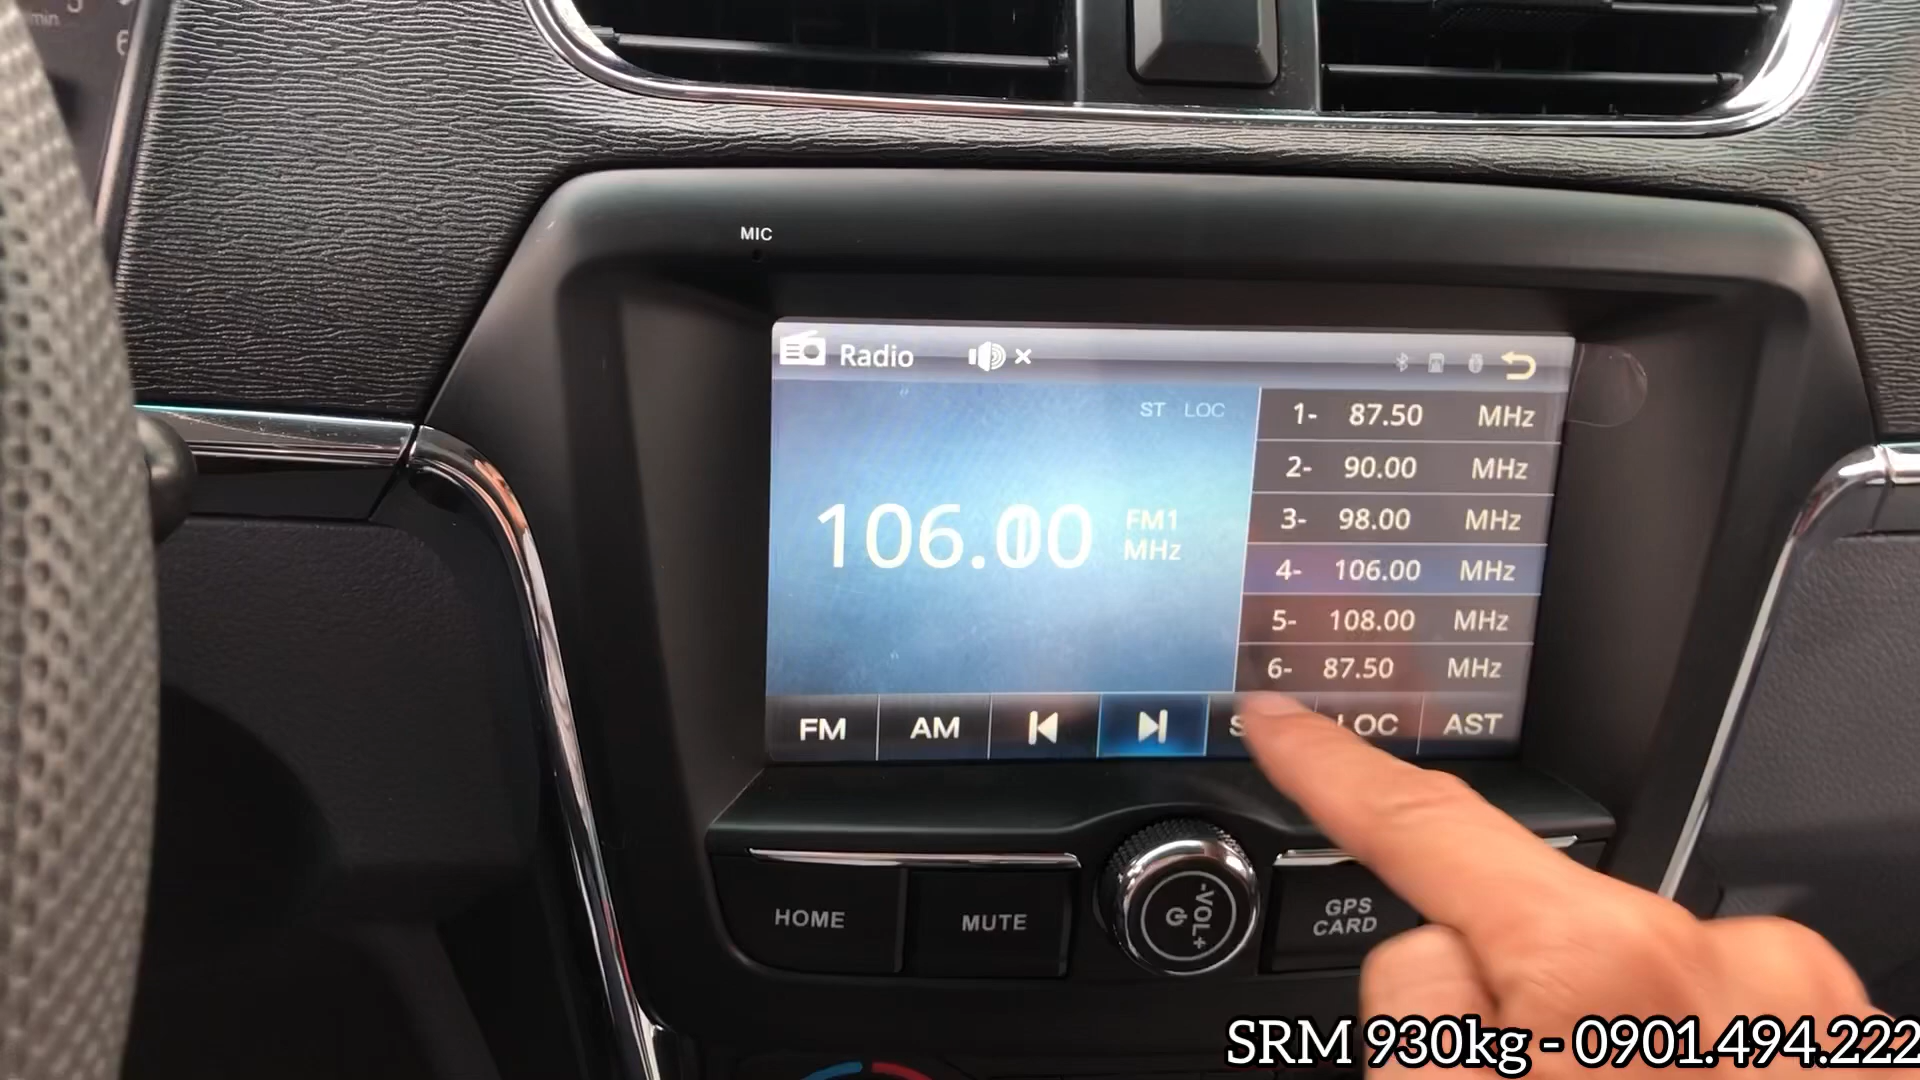 min
6
MIC
Radio
ST LOC
106.00 FM1 MHz
1- 87.50 MHz
2- 90.00 MHz
3- 98.00 MHz
4- 106.00 MHz
5- 108.00 MHz
6- 87.50 MHz
FM AM LOC AST
HOME MUTE -VOL+ GPS CARD
SRM 930kg - 0901.494.222